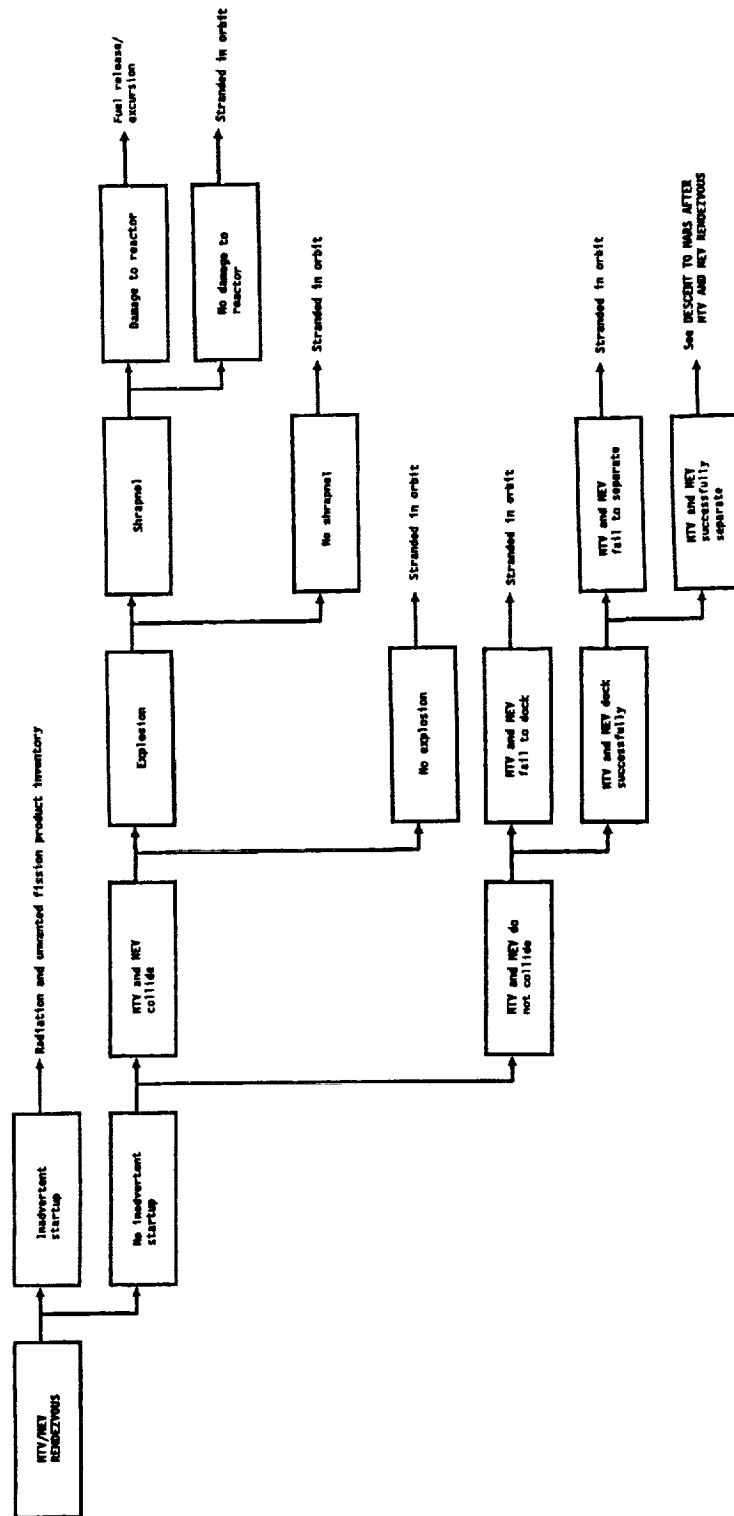 MTV/MEV
RENDEZVOUS
Inadvertent
startup
Radiation and unwanted fission product inventory
No inadvertent
startup
MTV and MEV
collide
Explosion
Shrapnel
Damage to reactor
Fuel release/
excursion
No damage to
reactor
Stranded in orbit
No shrapnel
Stranded in orbit
No explosion
Stranded in orbit
MTV and MEV do
not collide
MTV and MEV
fail to dock
Stranded in orbit
MTV and MEV dock
successfully
MTV and MEV
fail to separate
Stranded in orbit
MTV and MEV
successfully
separate
See DESCENT TO MARS AFTER
MTV AND MEV RENDEZVOUS